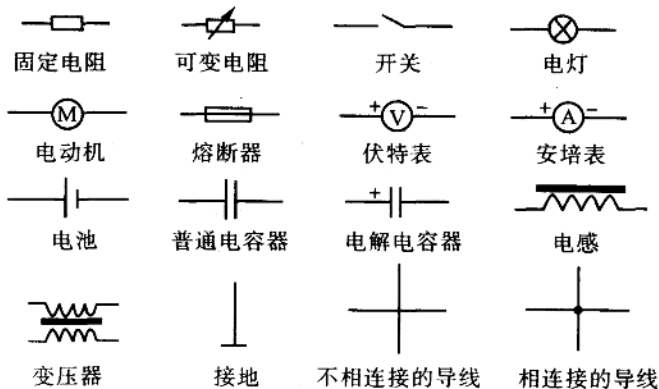 固定电阻 可变电阻 开关 电灯
M + V - + A -
电动机 熔断器 伏特表 安培表
+
电池 普通电容器 电解电容器 电感
变压器 接地 不相连接的导线 相连接的导线